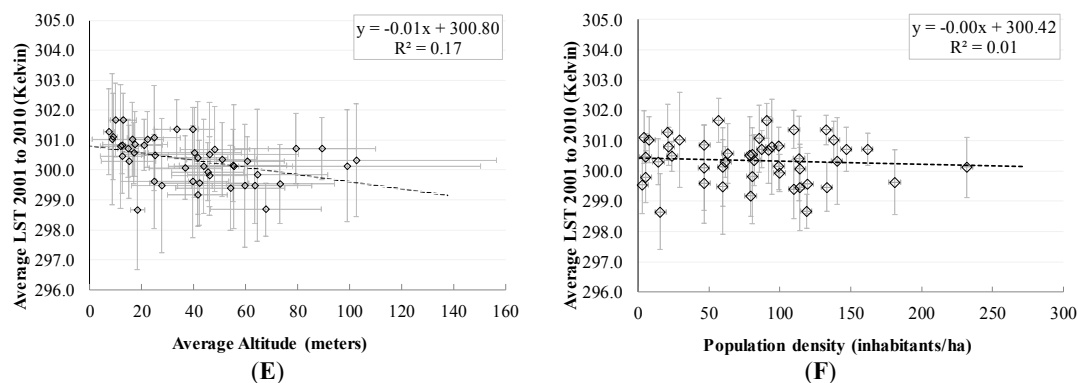 y = -0.01x + 300.80
R² = 0.17
Average LST 2001 to 2010 (Kelvin)
305.0
304.0
303.0
302.0
301.0
300.0
299.0
298.0
297.0
296.0
0 20 40 60 80 100 120 140 160
Average Altitude (meters)
(E)
y = -0.00x + 300.42
R² = 0.01
Average LST 2001 to 2010 (Kelvin)
305.0
304.0
303.0
302.0
301.0
300.0
299.0
298.0
297.0
296.0
0 50 100 150 200 250 300
Population density (inhabitants/ha)
(F)